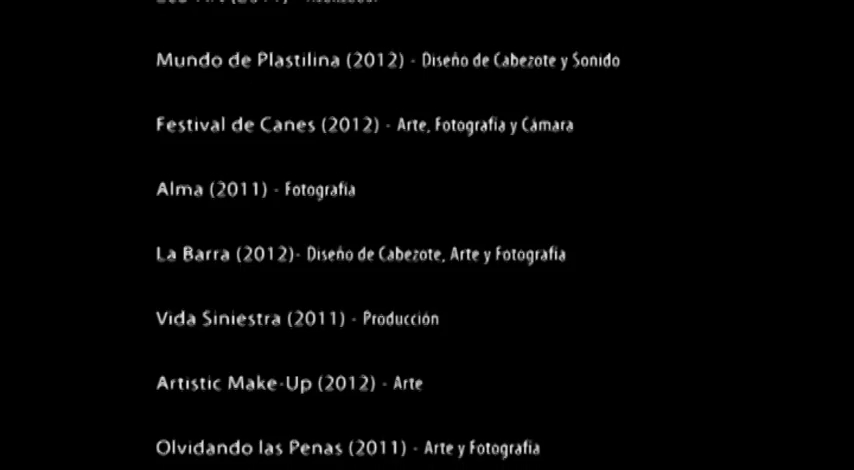 Mundo de Plastilina (2012) - Diseño de Cabezote y Sonido
Festival de Canes (2012) - Arte, Fotografía y Cámara
Alma (2011) - Fotografía
La Barra (2012)- Diseño de Cabezote, Arte y Fotografía
Vida Siniestra (2011) - Producción
Artistic Make-Up (2012) - Arte
Olvidando las Penas (2011) - Arte y Fotografía